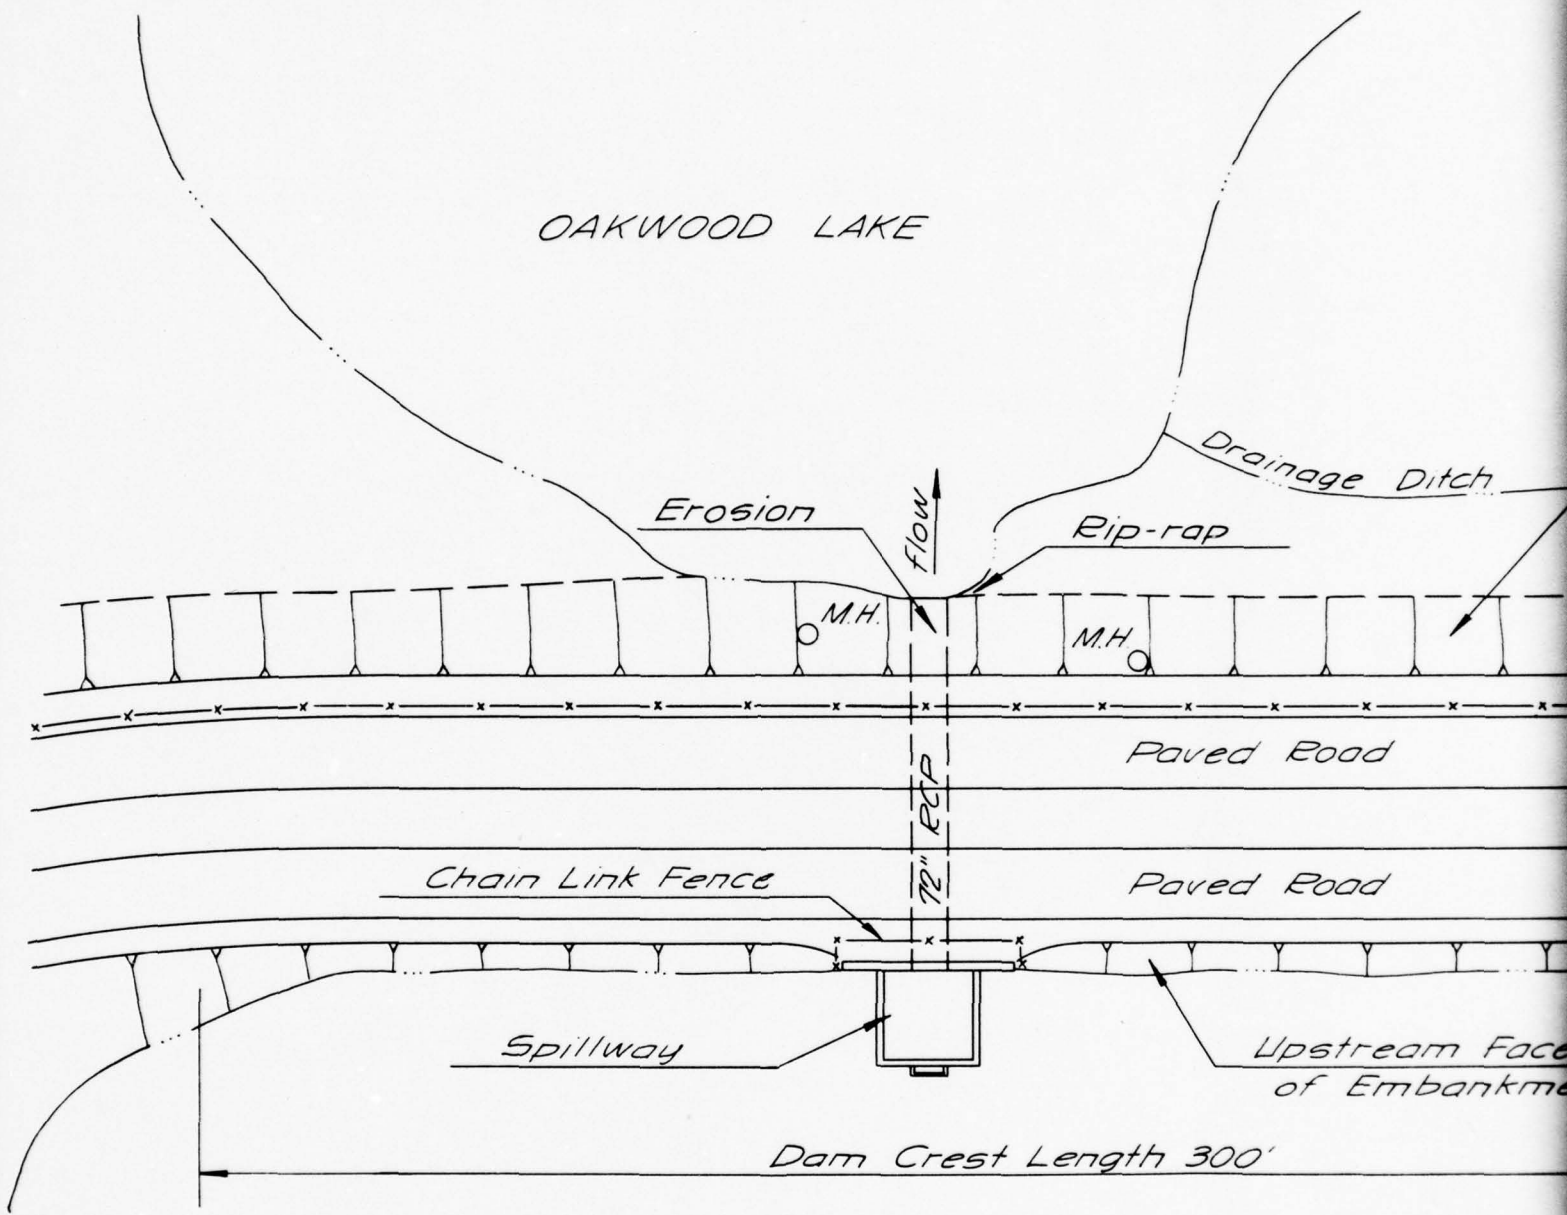 OAKWOOD LAKE
Drainage Ditch
Erosion
flow
Rip-rap
M.H.
M.H.
Paved Road
72" RCP
Chain Link Fence
Paved Road
Spillway
Upstream Face
of Embankme
Dam Crest Length 300'